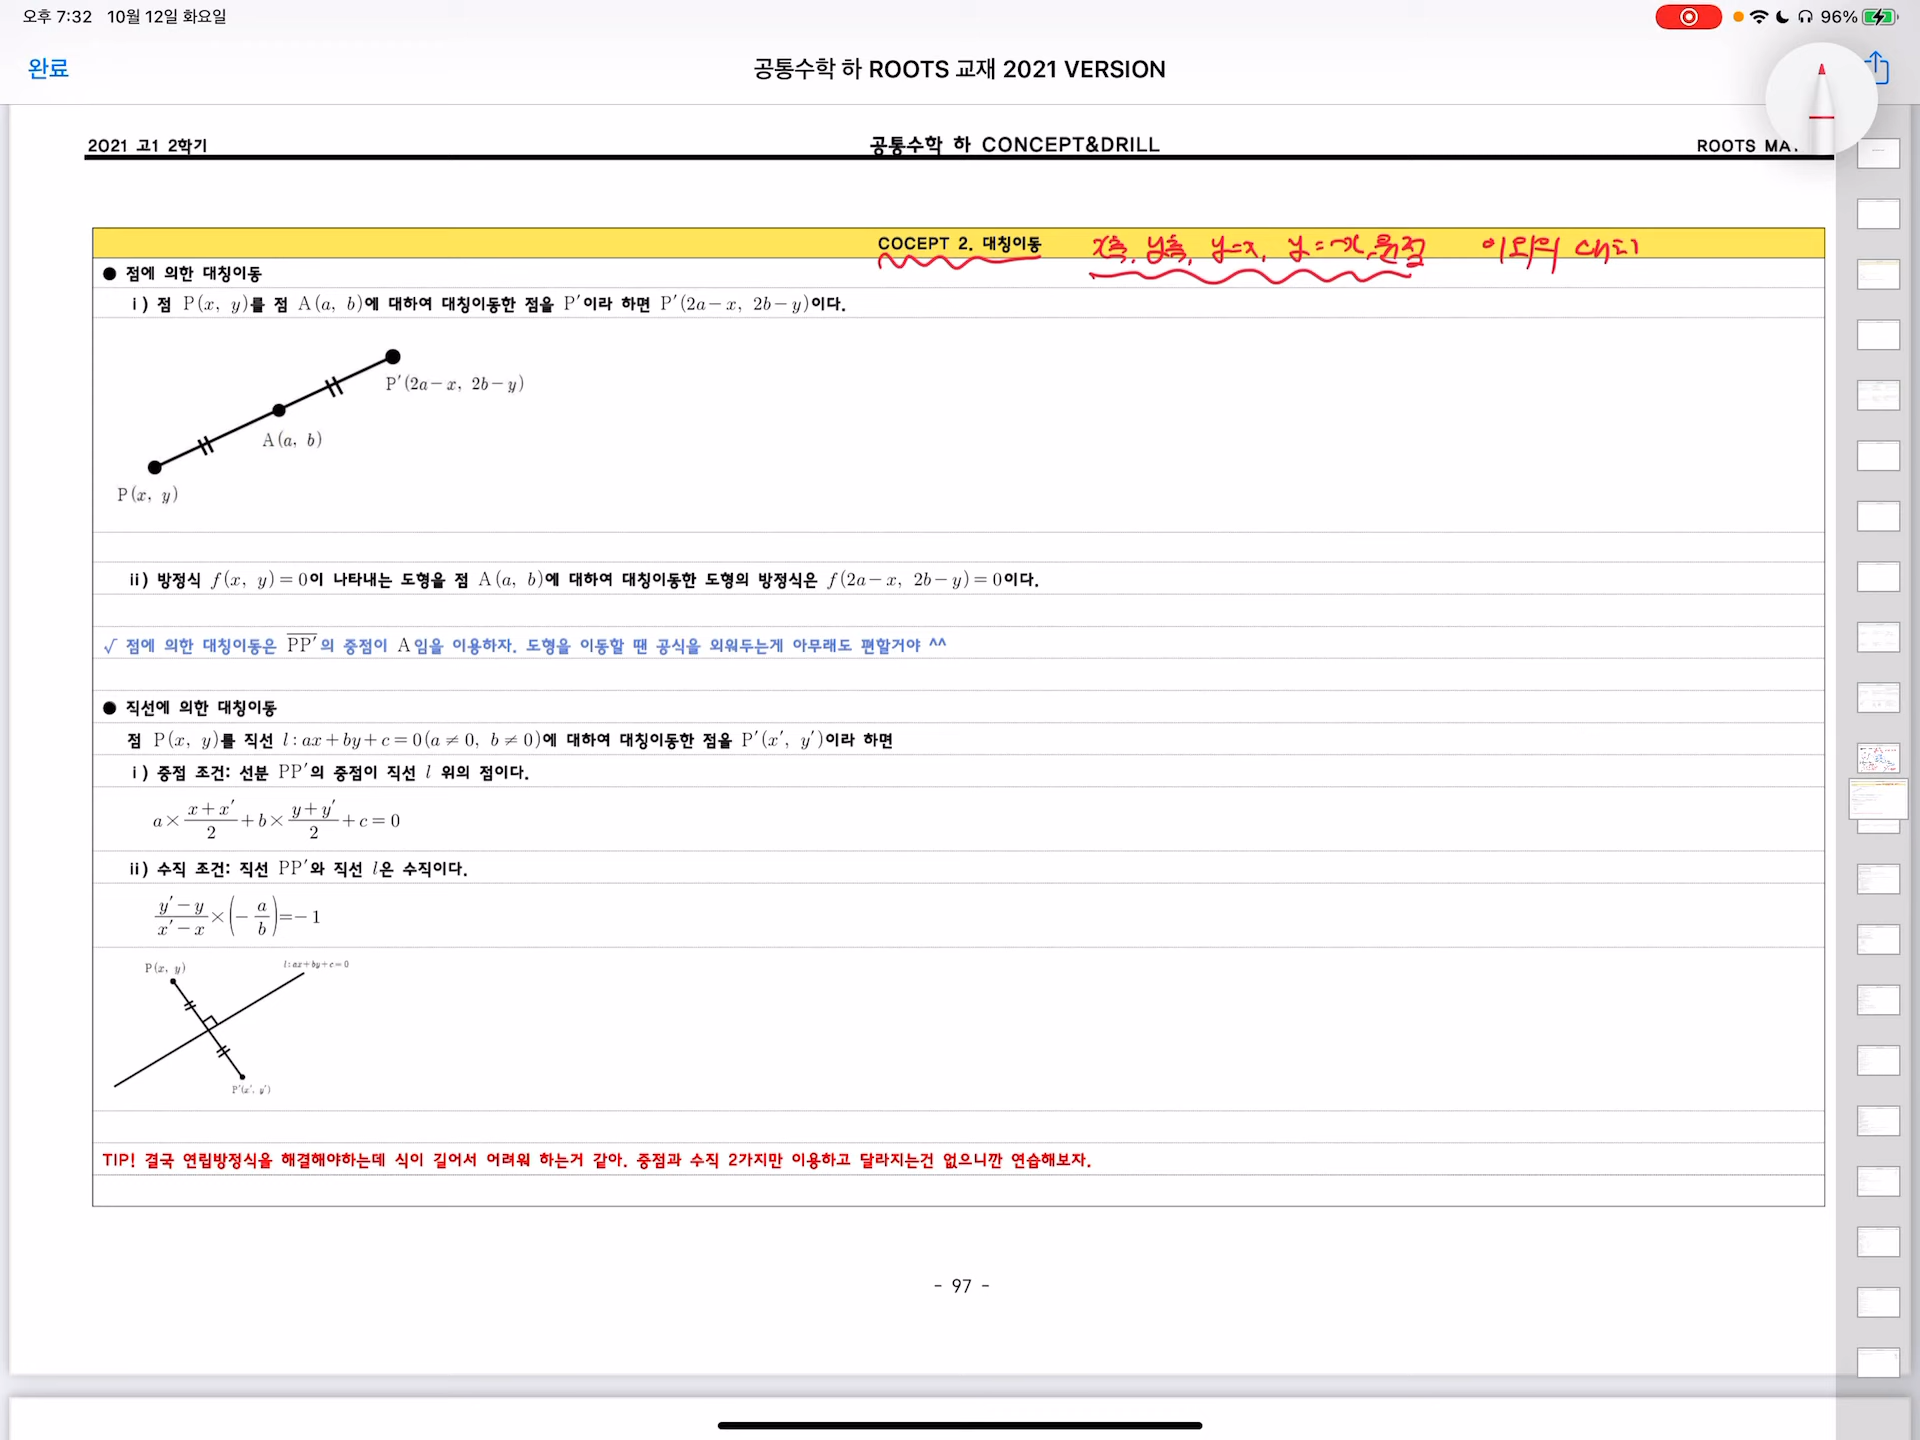 오후 7:32 10월 12일 화요일 96%
완료 공통수학 하 ROOTS 교재 2021 VERSION
2021 고1 2학기 공통수학 하 CONCEPT&DRILL ROOTS MA.
COCEPT 2. 대칭이동 x축, y축, y=x, y=-x, 원점 이외의 대칭
● 점에 의한 대칭이동
i) 점 P(x, y)를 점 A(a, b)에 대하여 대칭이동한 점을 P′이라 하면 P′(2a-x, 2b-y)이다.
P′(2a-x, 2b-y)
A(a, b)
P(x, y)
ii) 방정식 f(x, y)=0이 나타내는 도형을 점 A(a, b)에 대하여 대칭이동한 도형의 방정식은 f(2a-x, 2b-y)=0이다.
√ 점에 의한 대칭이동은 PP′의 중점이 A임을 이용하자. 도형을 이동할 땐 공식을 외워두는게 아무래도 편할거야 ^^
● 직선에 의한 대칭이동
점 P(x, y)를 직선 l:ax+by+c=0(a≠0, b≠0)에 대하여 대칭이동한 점을 P′(x′, y′)이라 하면
i) 중점 조건: 선분 PP′의 중점이 직선 l 위의 점이다.
a×(x+x′)/2+b×(y+y′)/2+c=0
ii) 수직 조건: 직선 PP′와 직선 l은 수직이다.
(y′-y)/(x′-x)×(-a/b)=-1
P(x, y) l:ax+by+c=0
P′(x′, y′)
TIP! 결국 연립방정식을 해결해야하는데 식이 길어서 어려워 하는거 같아. 중점과 수직 2가지만 이용하고 달라지는건 없으니깐 연습해보자.
- 97 -